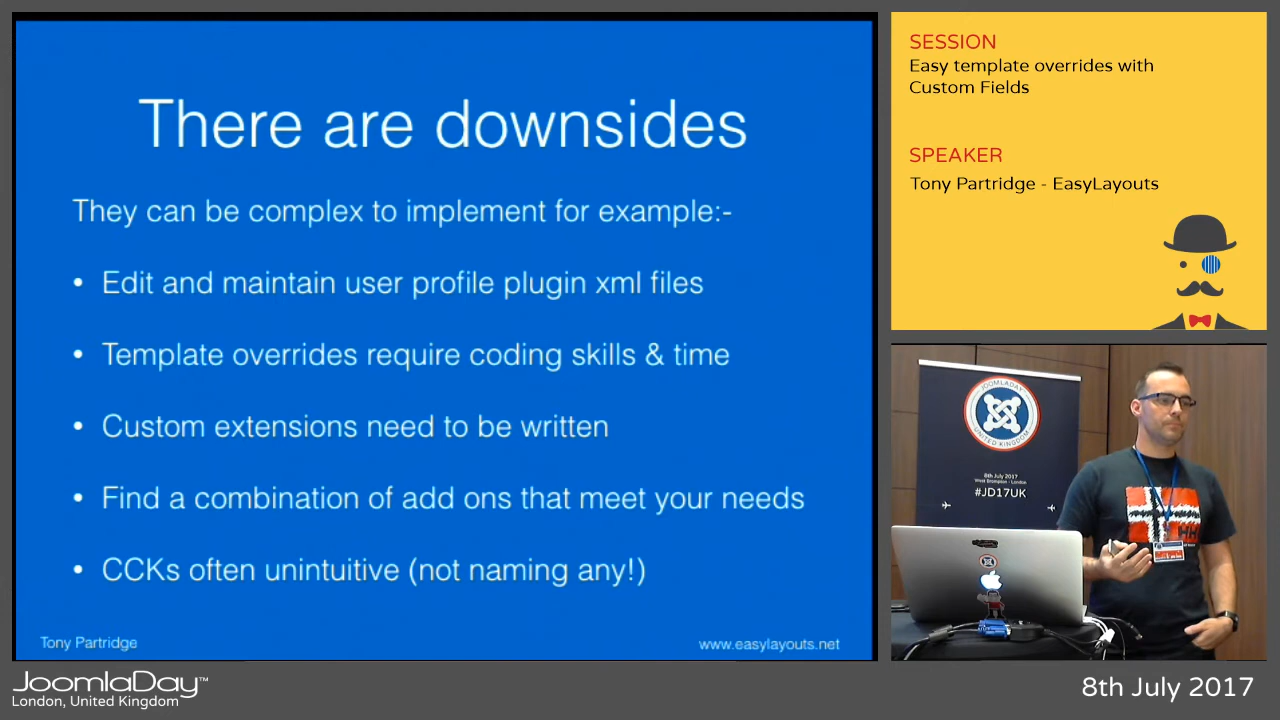 There are downsides
They can be complex to implement for example:-
• Edit and maintain user profile plugin xml files
• Template overrides require coding skills & time
• Custom extensions need to be written
• Find a combination of add ons that meet your needs
• CCKs often unintuitive (not naming any!)
Tony Partridge
www.easylayouts.net
SESSION
Easy template overrides with
Custom Fields
SPEAKER
Tony Partridge - EasyLayouts
JOOMLADAY
UNITED KINGDOM
8th July 2017
West Brompton - London
#JD17UK
HH
JoomlaDay™
London, United Kingdom
8th July 2017